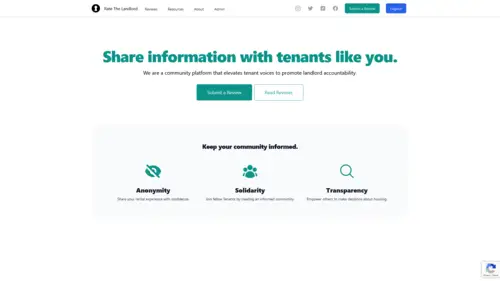 Rate The Landlord
Reviews
Resources
About
Admin
Submit a Review
Logout
Share information with tenants like you.
We are a community platform that elevates tenant voices to promote landlord accountability.
Submit a Review
Read Reviews
Keep your community informed.
Anonymity
Solidarity
Transparency
Share your rental experience with confidence.
Join fellow Tenants by creating an informed community.
Empower others to make decisions about housing.